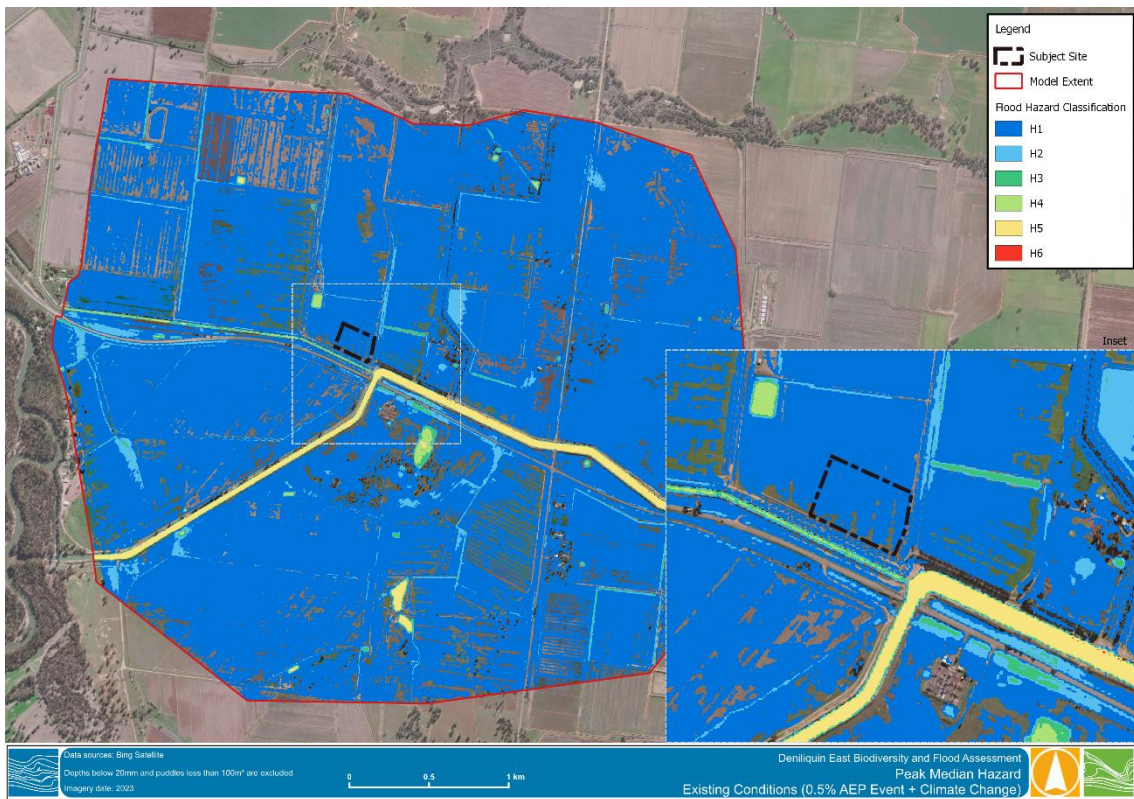 Legend
Subject Site
Model Extent
Flood Hazard Classification
H1
H2
H3
H4
H5
H6
Inset
Data sources: Bing Satellite
Depths below 20mm and puddles less than 100m² are excluded
Imagery date: 2023
0 0.5 1 km
Deniliquin East Biodiversity and Flood Assessment
Peak Median Hazard
Existing Conditions (0.5% AEP Event + Climate Change)